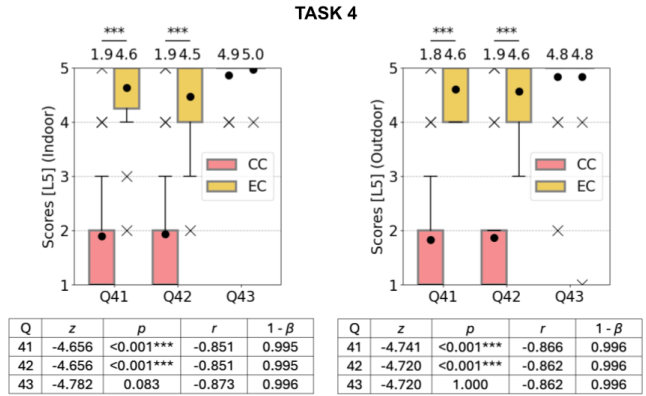 TASK 4
*** ***
1.9 4.6 1.9 4.5 4.9 5.0
5
4
3
2
1
Scores [L5] (Indoor)
CC
EC
Q41 Q42 Q43
*** ***
1.8 4.6 1.9 4.6 4.8 4.8
5
4
3
2
1
Scores [L5] (Outdoor)
CC
EC
Q41 Q42 Q43
Q z p r 1 - β
41 -4.656 <0.001*** -0.851 0.995
42 -4.656 <0.001*** -0.851 0.995
43 -4.782 0.083 -0.873 0.996
Q z p r 1 - β
41 -4.741 <0.001*** -0.866 0.996
42 -4.720 <0.001*** -0.862 0.996
43 -4.720 1.000 -0.862 0.996